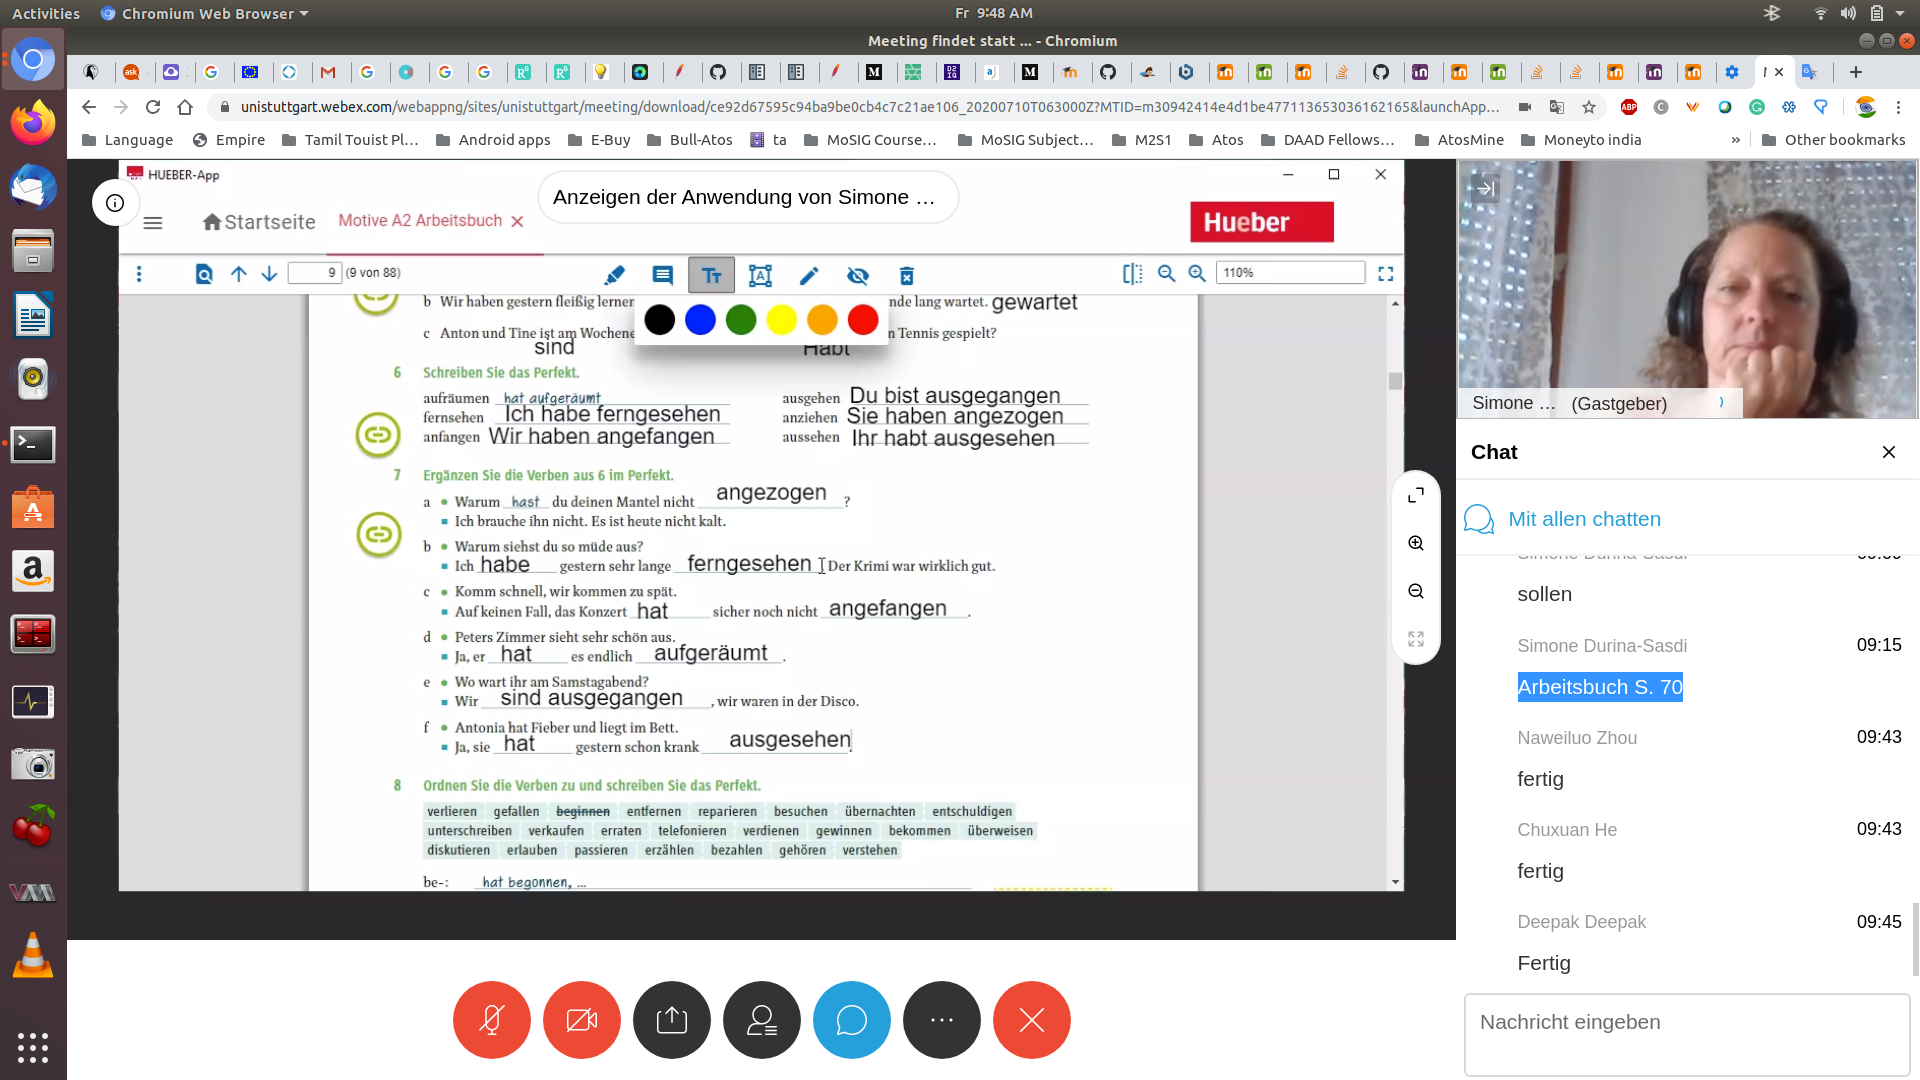 Activities
Chromium Web Browser
Fr 9:48 AM
Meeting findet statt ... - Chromium
unistuttgart.webex.com/webappng/sites/unistuttgart/meeting/download/ce92d67595c94ba9be0cb4c7c21ae106_20200710T063000Z?MTID=m30942414e4d1be477113653036162165&launchApp...
Language
Empire
Tamil Touist Pl...
Android apps
E-Buy
Bull-Atos
ta
MoSIG Course...
MoSIG Subject...
M2S1
Atos
DAAD Fellows...
AtosMine
Moneyto india
»
Other bookmarks
HUEBER-App
Anzeigen der Anwendung von Simone ...
Startseite
Motive A2 Arbeitsbuch
Hueber
9 (9 von 88)
110%
b Wir haben gestern fleißig lerner
nde lang wartet. gewartet
c Anton und Tine ist am Wochene
n Tennis gespielt?
sind
Habt
6 Schreiben Sie das Perfekt.
aufräumen hat aufgeräumt
ausgehen Du bist ausgegangen
fernsehen Ich habe ferngesehen
anziehen Sie haben angezogen
anfangen Wir haben angefangen
aussehen Ihr habt ausgesehen
7 Ergänzen Sie die Verben aus 6 im Perfekt.
a Warum hast du deinen Mantel nicht angezogen ?
Ich brauche ihn nicht. Es ist heute nicht kalt.
b Warum siehst du so müde aus?
Ich habe gestern sehr lange ferngesehen . Der Krimi war wirklich gut.
c Komm schnell, wir kommen zu spät.
Auf keinen Fall, das Konzert hat sicher noch nicht angefangen .
d Peters Zimmer sieht sehr schön aus.
Ja, er hat es endlich aufgeräumt .
e Wo wart ihr am Samstagabend?
Wir sind ausgegangen , wir waren in der Disco.
f Antonia hat Fieber und liegt im Bett.
Ja, sie hat gestern schon krank ausgesehen .
8 Ordnen Sie die Verben zu und schreiben Sie das Perfekt.
verlieren gefallen beginnen entfernen reparieren besuchen übernachten entschuldigen
unterschreiben verkaufen erraten telefonieren verdienen gewinnen bekommen überweisen
diskutieren erlauben passieren erzählen bezahlen gehören verstehen
be-: hat begonnen, ...
Simone ... (Gastgeber)
Chat
Mit allen chatten
sollen
Simone Durina-Sasdi 09:15
Arbeitsbuch S. 70
Naweiluo Zhou 09:43
fertig
Chuxuan He 09:43
fertig
Deepak Deepak 09:45
Fertig
Nachricht eingeben